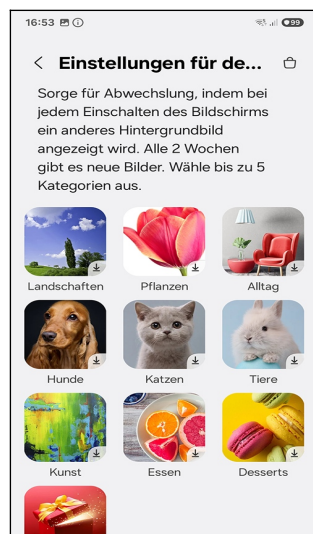 16:53
99
Einstellungen für de...
Sorge für Abwechslung, indem bei
jedem Einschalten des Bildschirms
ein anderes Hintergrundbild
angezeigt wird. Alle 2 Wochen
gibt es neue Bilder. Wähle bis zu 5
Kategorien aus.
Landschaften Pflanzen Alltag
Hunde Katzen Tiere
Kunst Essen Desserts